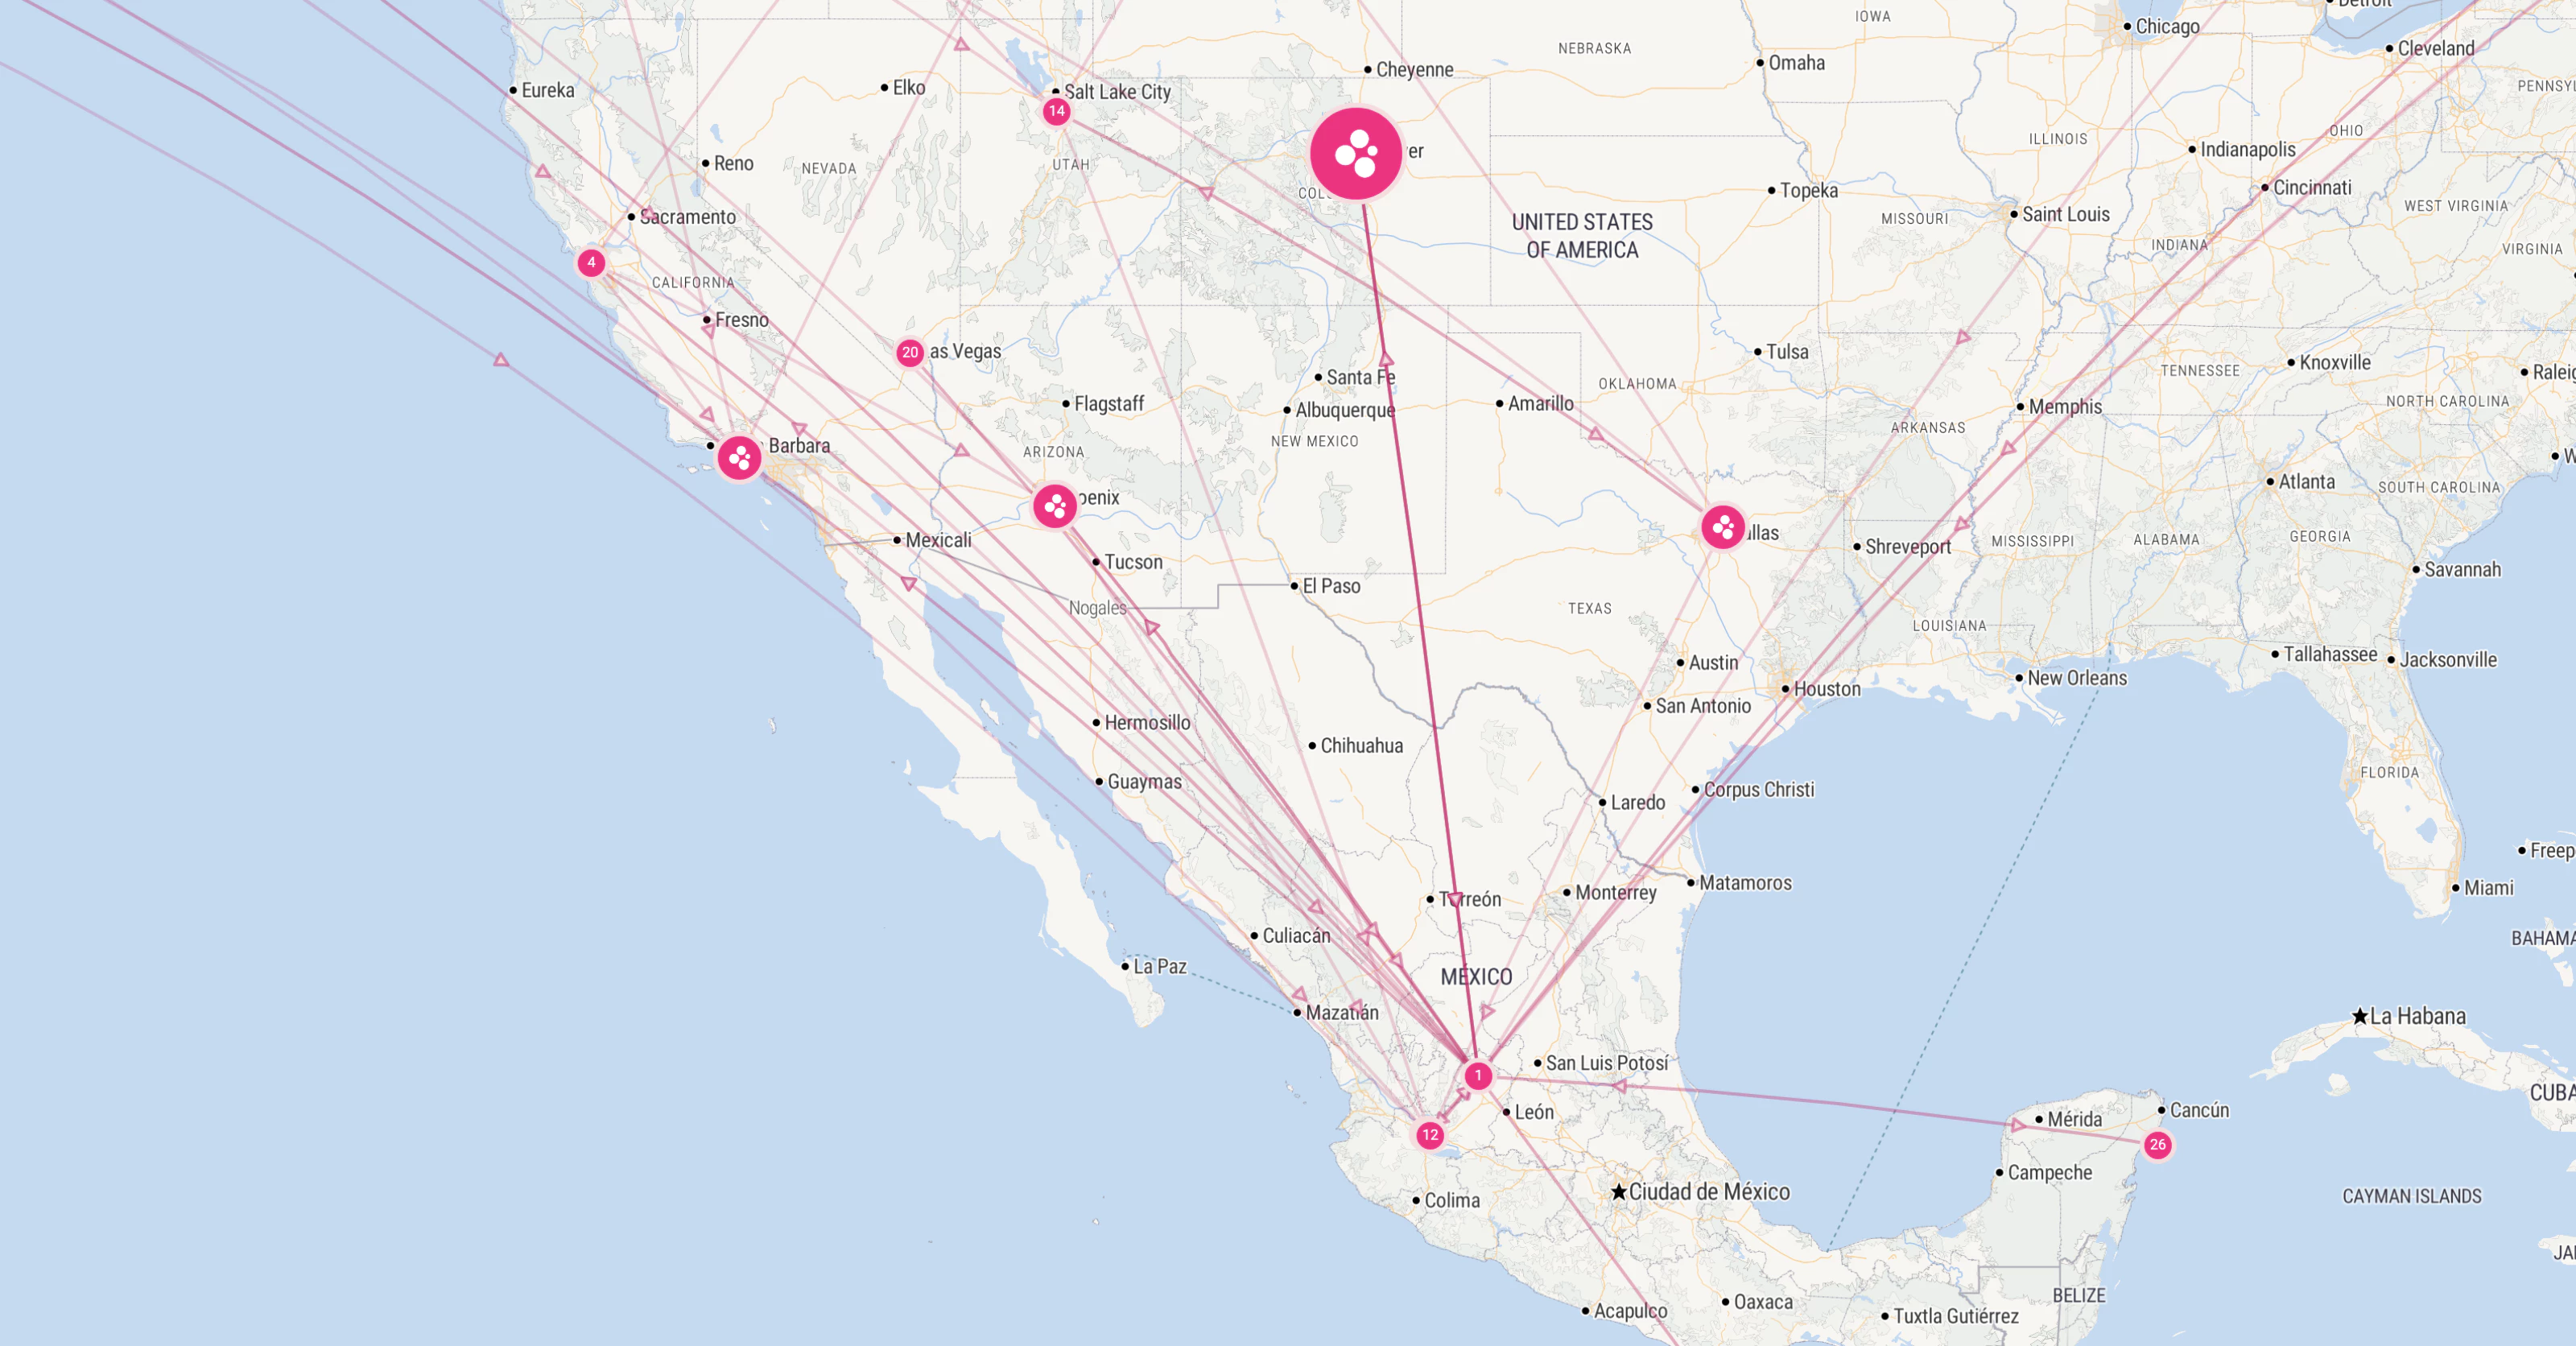 Detroit
IOWA
Chicago
NEBRASKA
Cleveland
Omaha
Cheyenne
Eureka
Elko
Salt Lake City
14
PENNSYL
OHIO
ILLINOIS
Indianapolis
ver
Reno
NEVADA
UTAH
COL
Topeka
Cincinnati
Sacramento
UNITED STATES
OF AMERICA
MISSOURI
Saint Louis
WEST VIRGINIA
INDIANA
VIRGINIA
4
CALIFORNIA
Fresno
20
as Vegas
Tulsa
Knoxville
TENNESSEE
Raleig
Santa Fe
OKLAHOMA
Flagstaff
Albuquerque
Amarillo
Memphis
NORTH CAROLINA
ARKANSAS
NEW MEXICO
Barbara
ARIZONA
W
Atlanta
SOUTH CAROLINA
oenix
Mexicali
llas
Shreveport
MISSISSIPPI
ALABAMA
GEORGIA
Tucson
Savannah
El Paso
Nogales
TEXAS
LOUISIANA
Austin
Tallahassee
Jacksonville
New Orleans
Houston
San Antonio
Hermosillo
Chihuahua
FLORIDA
Guaymas
Corpus Christi
Laredo
Freep
Matamoros
Miami
Monterrey
Torreón
Culiacán
BAHAMA
La Paz
MÉXICO
Mazatlán
La Habana
San Luis Potosí
1
CUBA
León
Cancún
Mérida
12
26
Campeche
Ciudad de México
CAYMAN ISLANDS
Colima
JA
BELIZE
Oaxaca
Acapulco
Tuxtla Gutiérrez